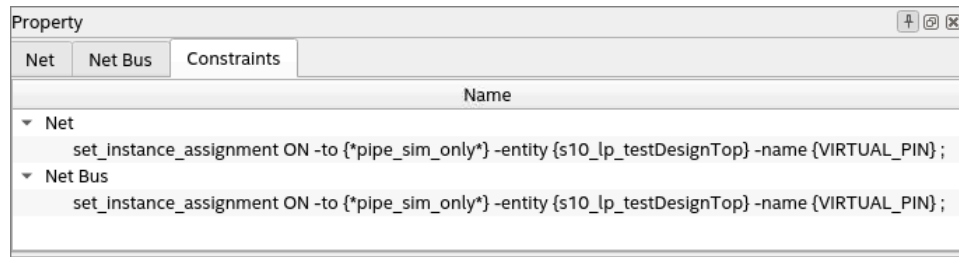 Property
Net Net Bus Constraints
Name
Net
set_instance_assignment ON -to {*pipe_sim_only*} -entity {s10_lp_testDesignTop} -name {VIRTUAL_PIN} ;
Net Bus
set_instance_assignment ON -to {*pipe_sim_only*} -entity {s10_lp_testDesignTop} -name {VIRTUAL_PIN} ;